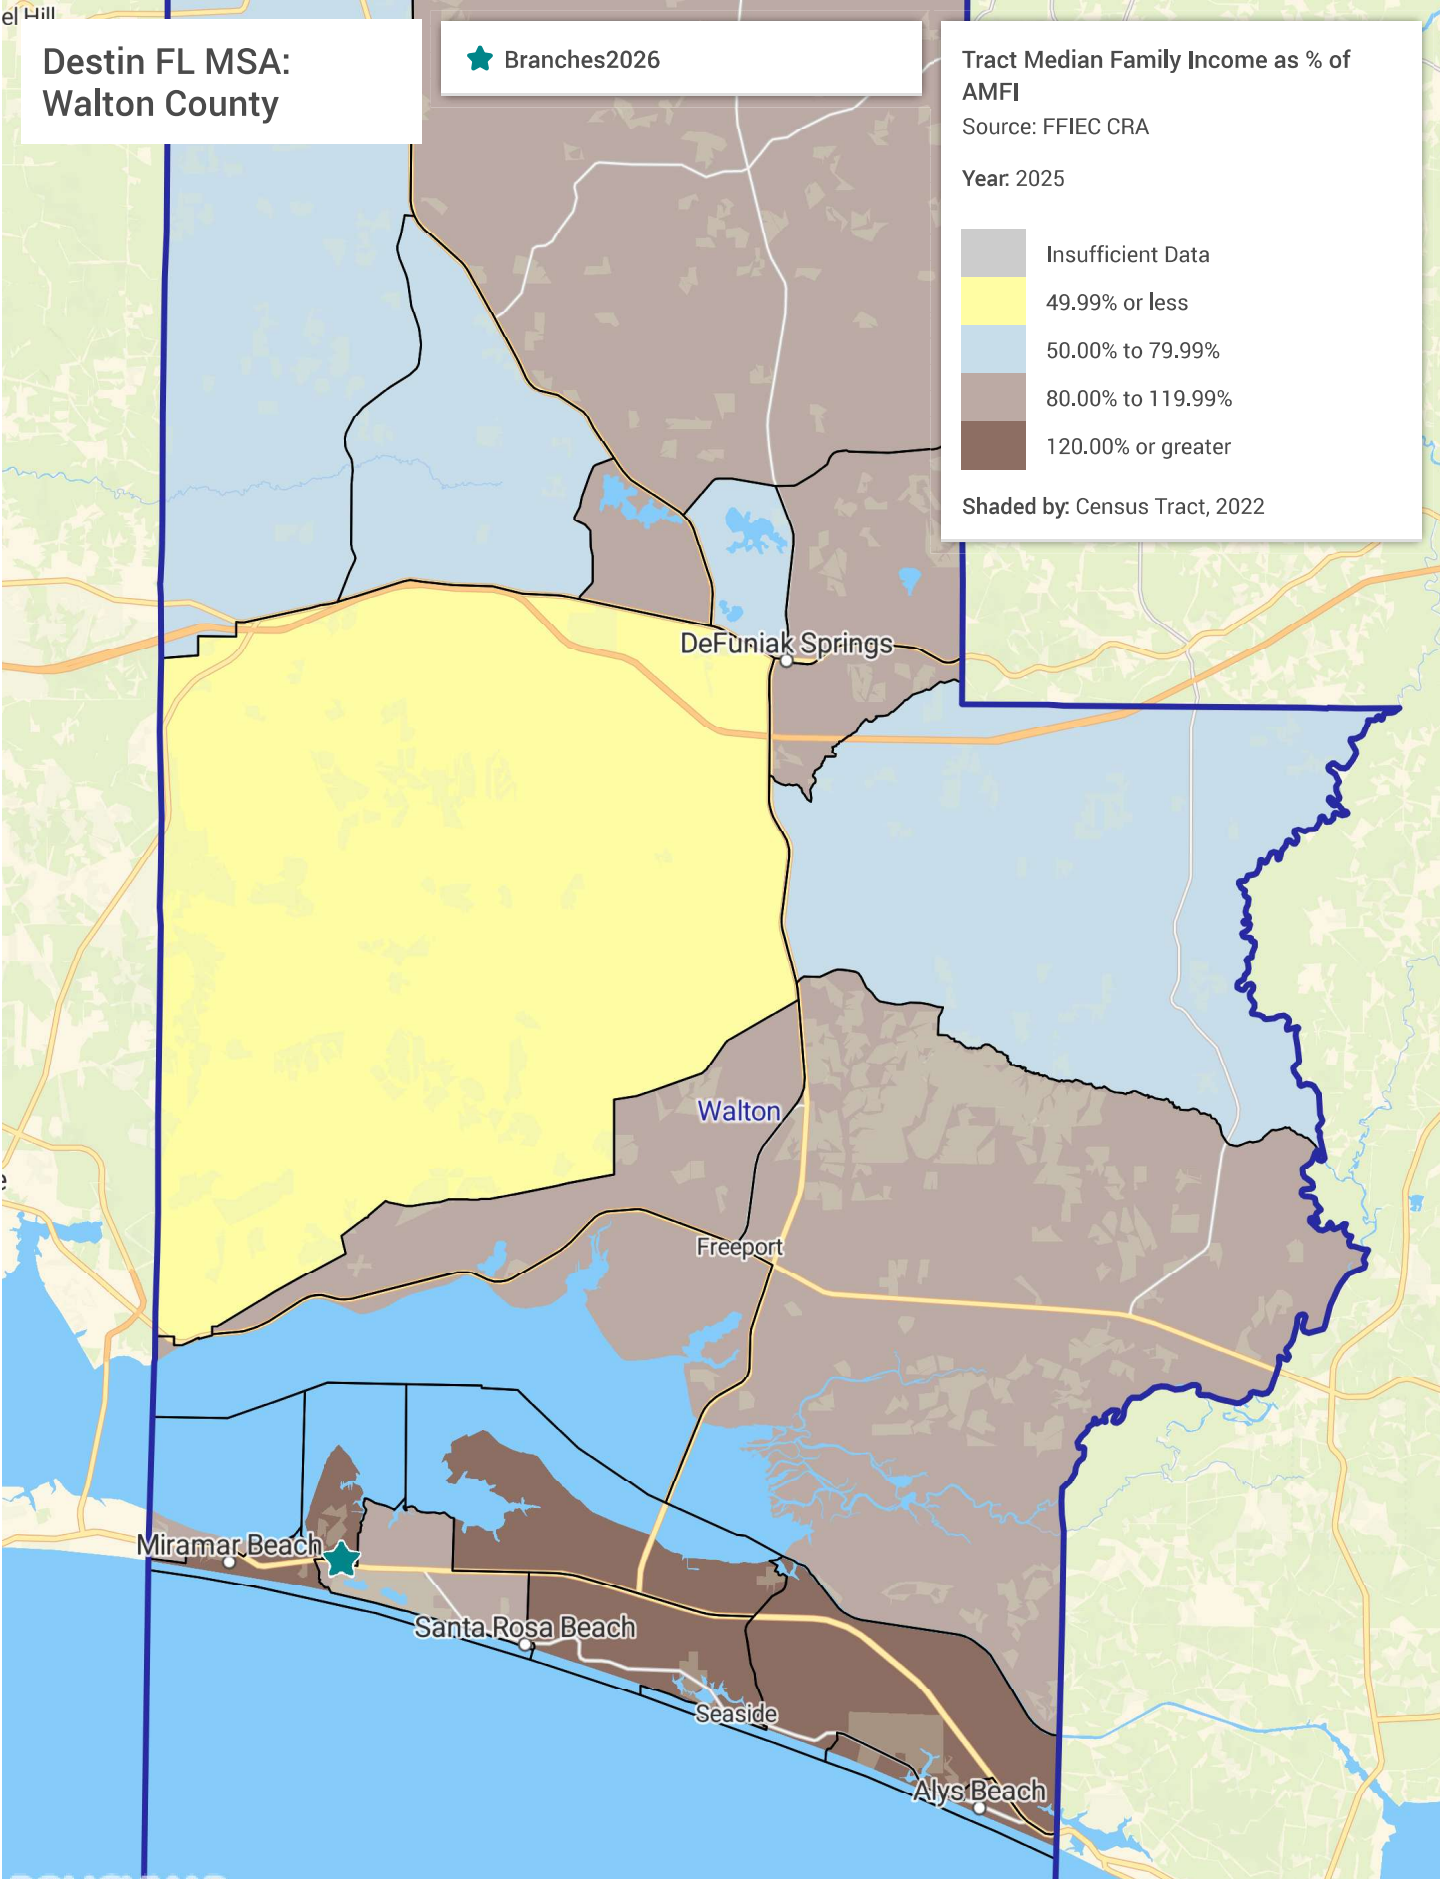 el Hill
Destin FL MSA:
Walton County
Branches2026
Tract Median Family Income as % of
AMFI
Source: FFIEC CRA
Year: 2025
Insufficient Data
49.99% or less
50.00% to 79.99%
80.00% to 119.99%
120.00% or greater
Shaded by: Census Tract, 2022
DeFuniak Springs
Walton
Freeport
Miramar Beach
Santa Rosa Beach
Seaside
Alys Beach